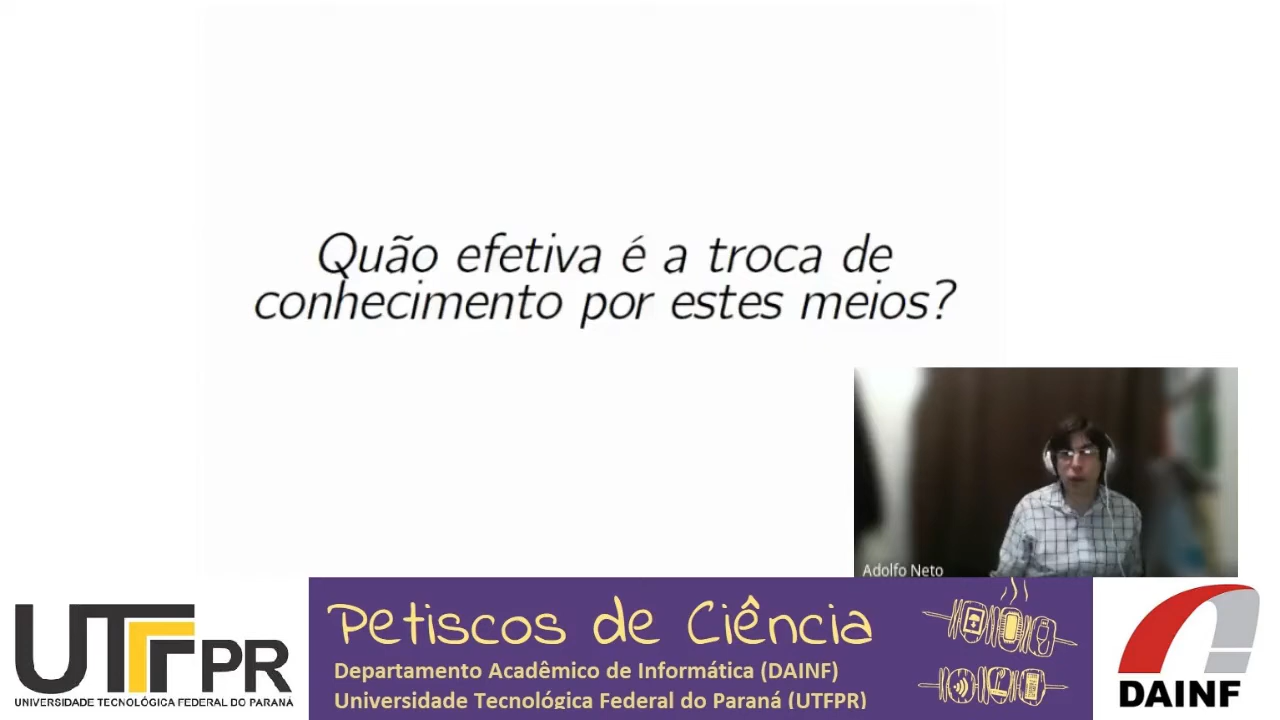 Quão efetiva é a troca de
conhecimento por estes meios?
Adolfo Neto
UTFPR
UNIVERSIDADE TECNOLÓGICA FEDERAL DO PARANÁ
Petiscos de Ciência
Departamento Acadêmico de Informática (DAINF)
Universidade Tecnológica Federal do Paraná (UTFPR)
DAINF